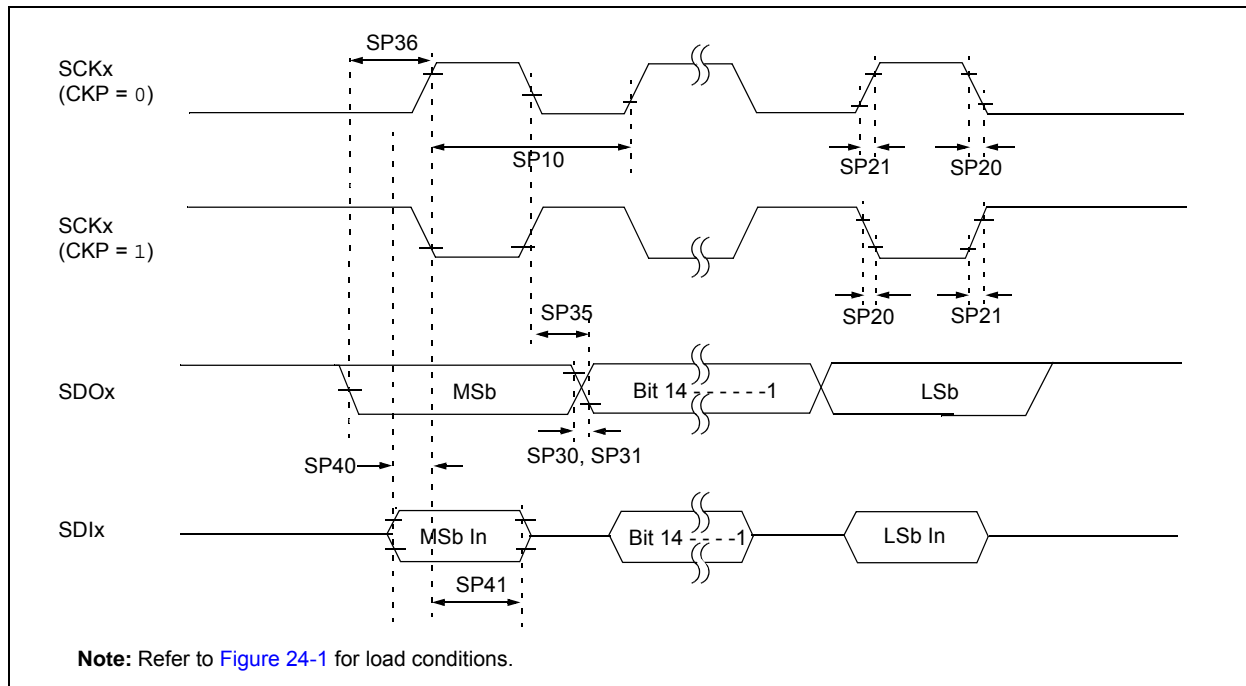 SP36
SCKx
(CKP = 0)
SP10
SP21
SP20
SCKx
(CKP = 1)
SP35
SP20
SP21
SDOx
MSb
Bit 14 - - - - - -1
LSb
SP40
SP30, SP31
SDIx
MSb In
Bit 14 - - - -1
LSb In
SP41
Note: Refer to Figure 24-1 for load conditions.